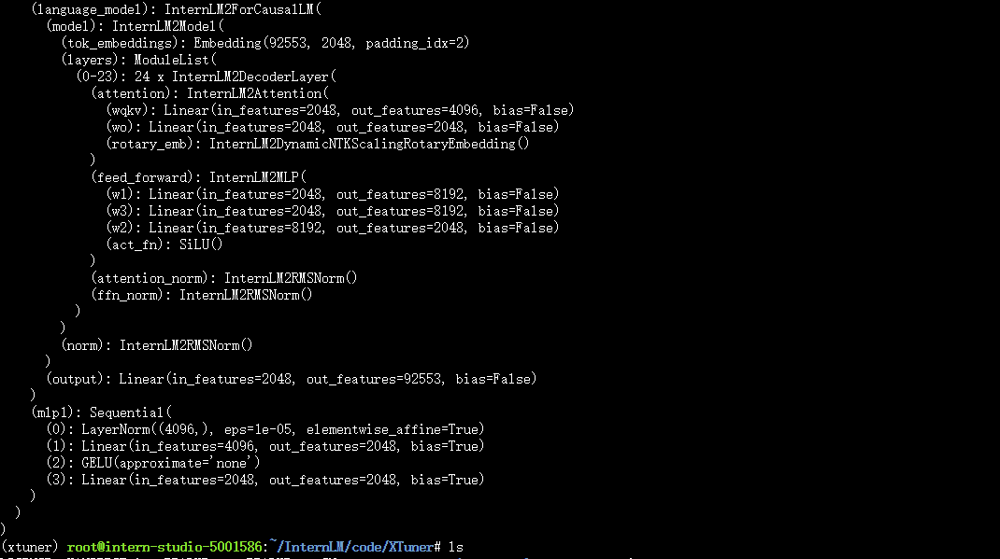 (language_model): InternLM2ForCausalLM(
(model): InternLM2Model(
(tok_embeddings): Embedding(92553, 2048, padding_idx=2)
(layers): ModuleList(
(0-23): 24 x InternLM2DecoderLayer(
(attention): InternLM2Attention(
(wqkv): Linear(in_features=2048, out_features=4096, bias=False)
(wo): Linear(in_features=2048, out_features=2048, bias=False)
(rotary_emb): InternLM2DynamicNTKScalingRotaryEmbedding()
)
(feed_forward): InternLM2MLP(
(w1): Linear(in_features=2048, out_features=8192, bias=False)
(w3): Linear(in_features=2048, out_features=8192, bias=False)
(w2): Linear(in_features=8192, out_features=2048, bias=False)
(act_fn): SiLU()
)
(attention_norm): InternLM2RMSNorm()
(ffn_norm): InternLM2RMSNorm()
)
)
(norm): InternLM2RMSNorm()
)
(output): Linear(in_features=2048, out_features=92553, bias=False)
)
(mlp1): Sequential(
(0): LayerNorm((4096,), eps=1e-05, elementwise_affine=True)
(1): Linear(in_features=4096, out_features=2048, bias=True)
(2): GELU(approximate='none')
(3): Linear(in_features=2048, out_features=2048, bias=True)
)
)
)
(xtuner) root@intern-studio-5001586:~/InternLM/code/XTuner# ls